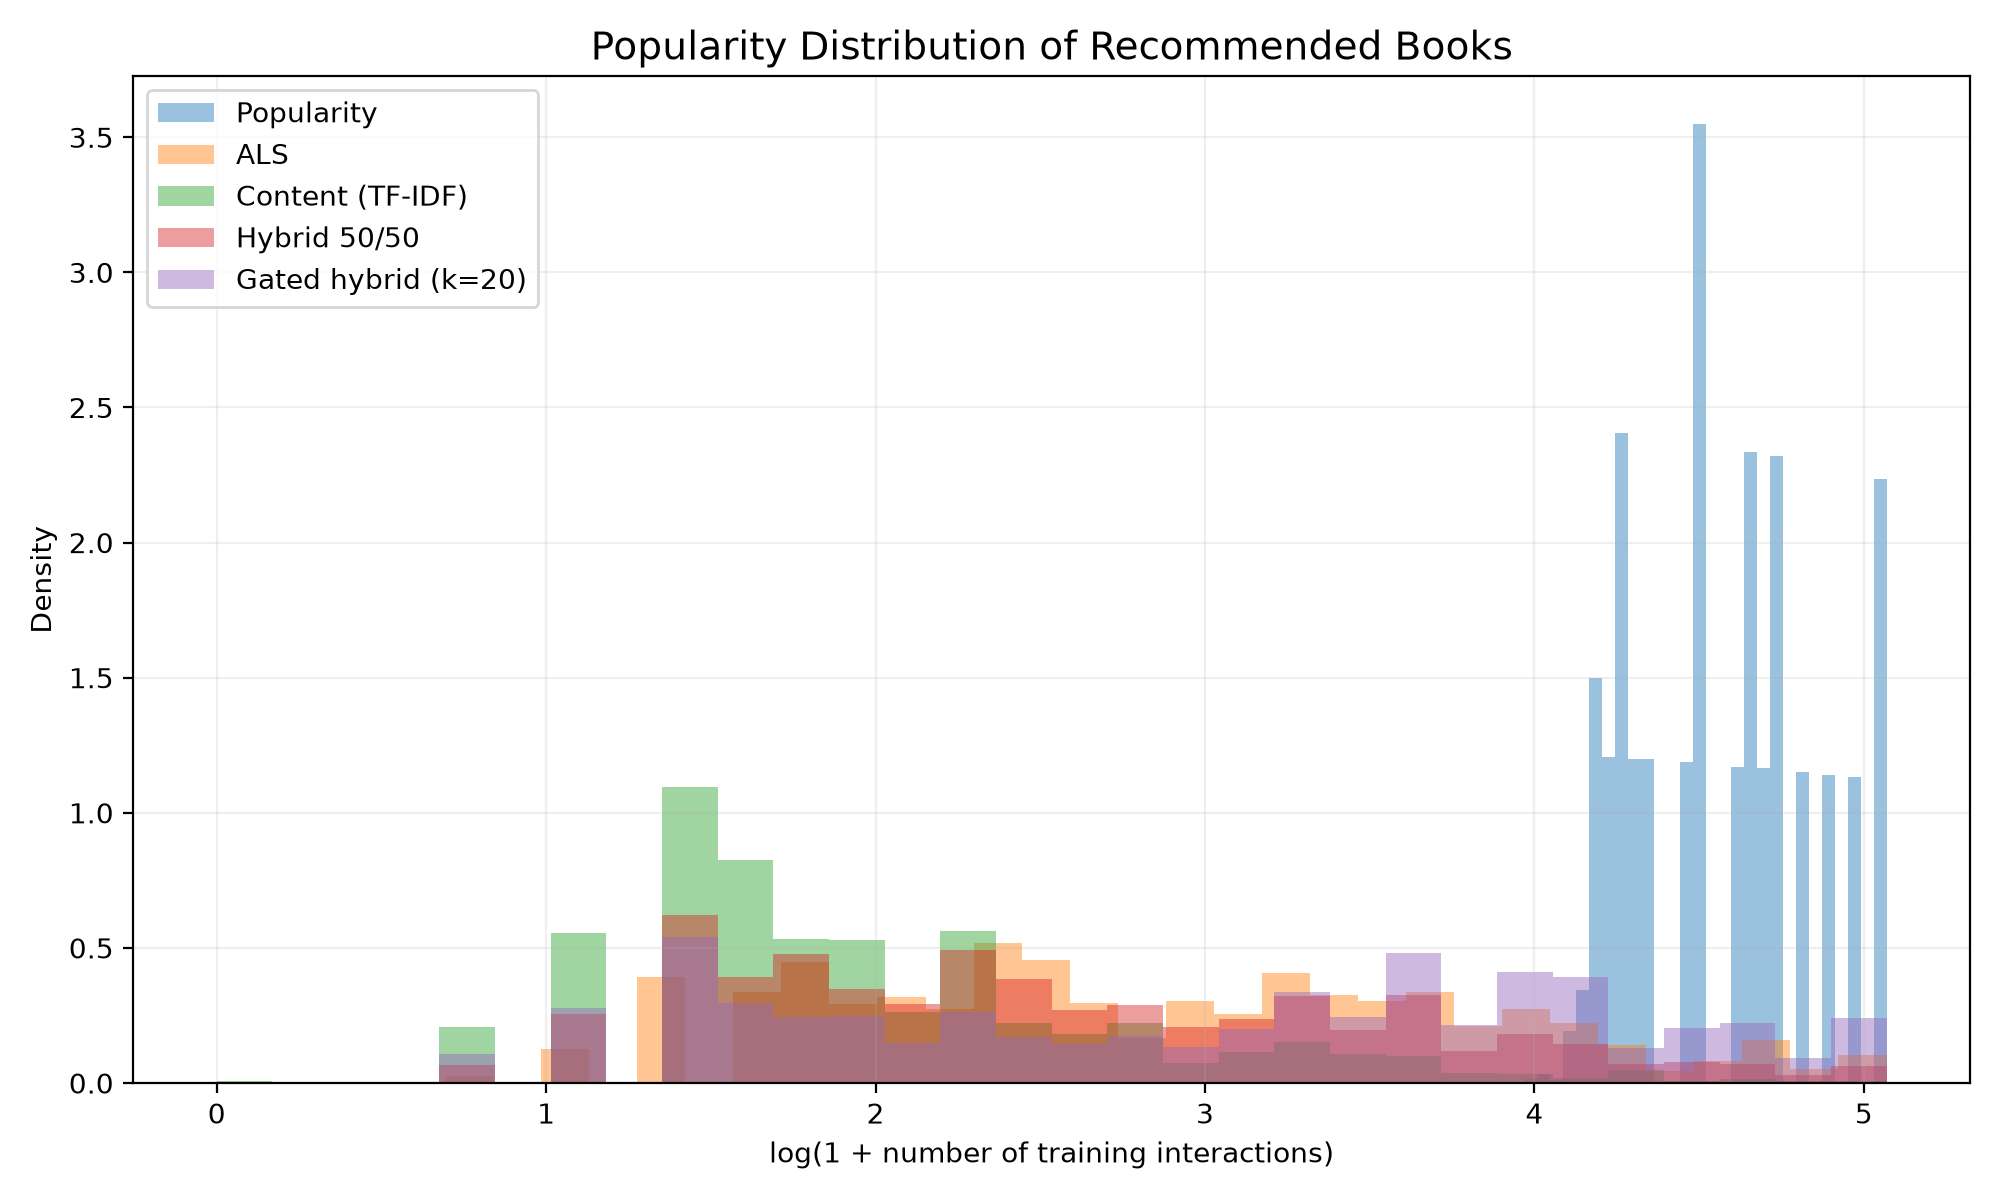 Popularity Distribution of Recommended Books
Popularity
ALS
Content (TF-IDF)
Hybrid 50/50
Gated hybrid (k=20)
Density
3.5
3.0
2.5
2.0
1.5
1.0
0.5
0.0
0 1 2 3 4 5
log(1 + number of training interactions)